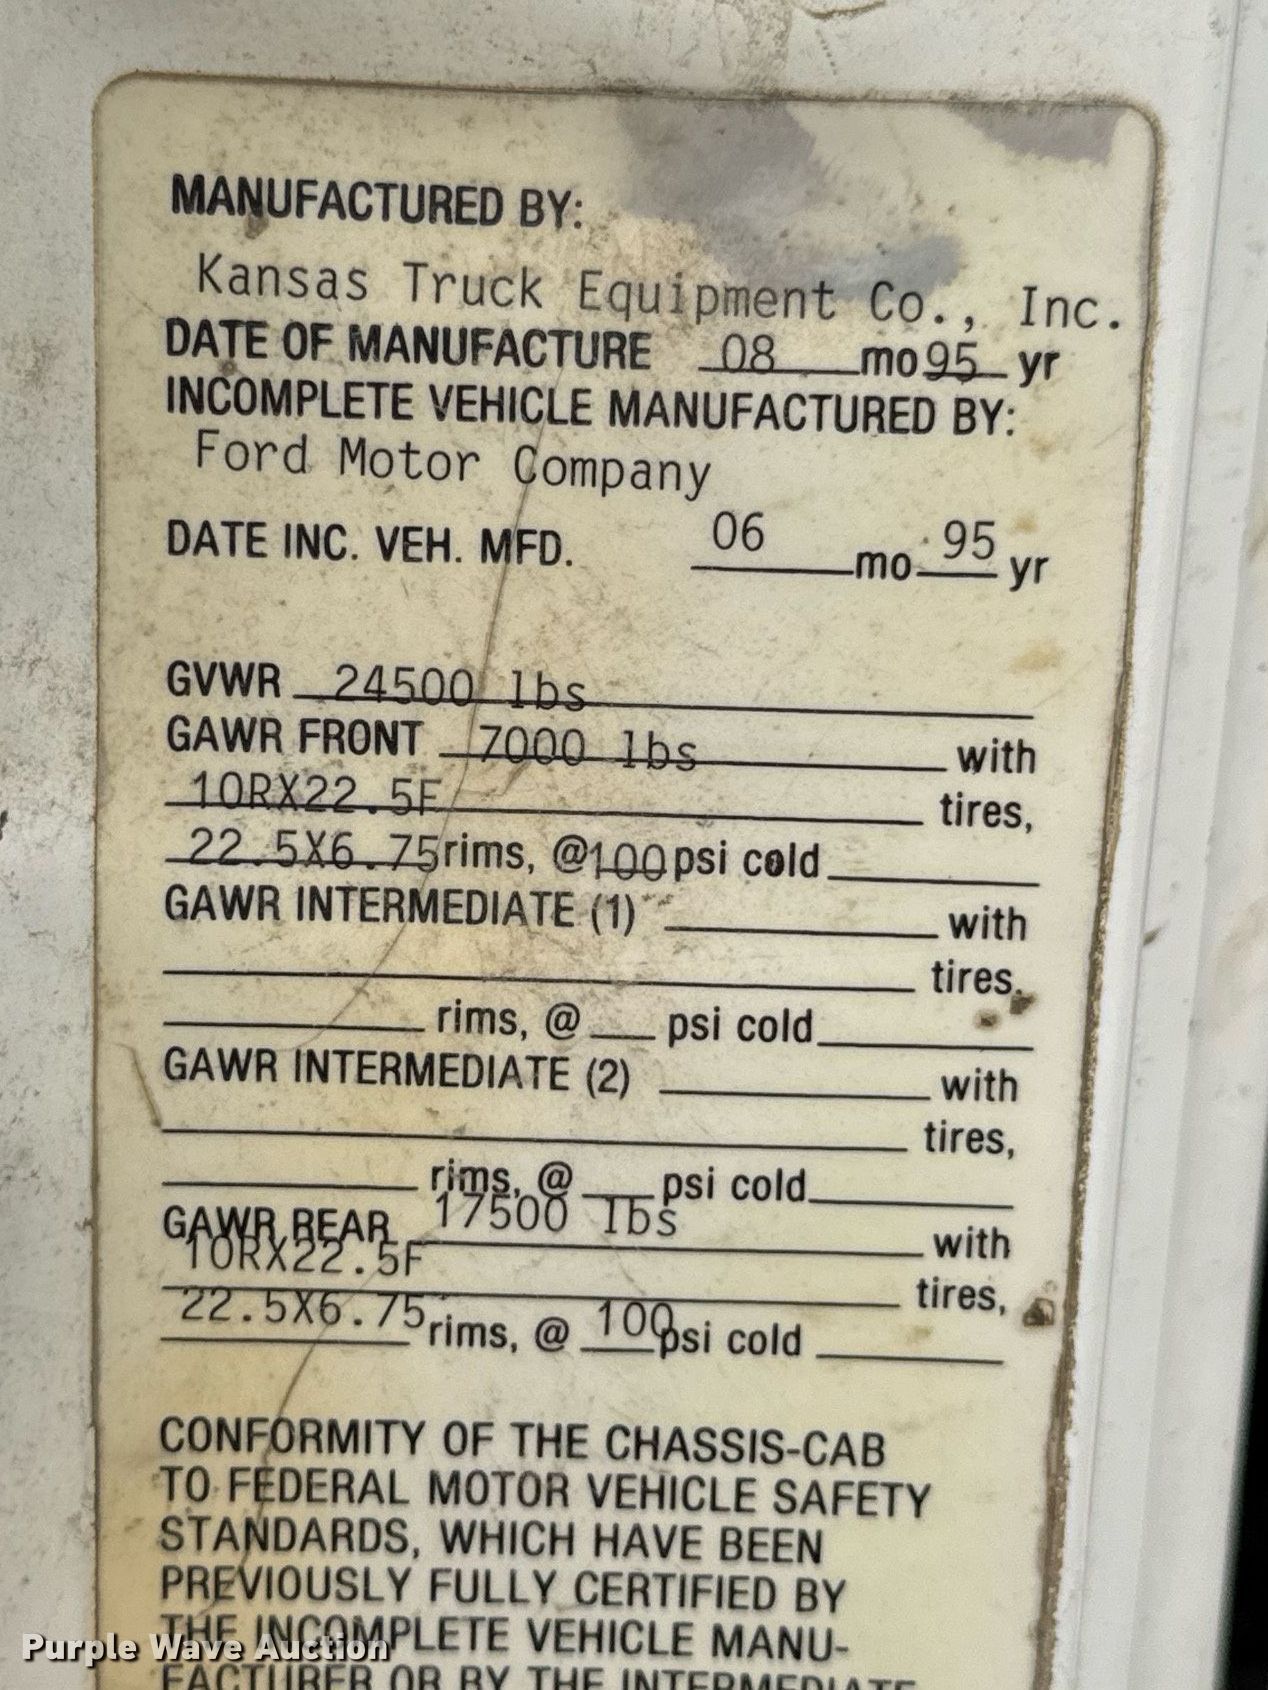 MANUFACTURED BY:
Kansas Truck Equipment Co., Inc.
DATE OF MANUFACTURE 08 mo 95 yr
INCOMPLETE VEHICLE MANUFACTURED BY:
Ford Motor Company
DATE INC. VEH. MFD. 06 mo 95 yr
GVWR 24500 lbs
GAWR FRONT 7000 lbs with
10RX22.5F tires,
22.5X6.75 rims, @ 100 psi cold
GAWR INTERMEDIATE (1) with
tires,
rims, @ psi cold
GAWR INTERMEDIATE (2) with
tires,
rims, @ psi cold
GAWR REAR 17500 lbs with
10RX22.5F tires,
22.5X6.75 rims, @ 100 psi cold
CONFORMITY OF THE CHASSIS-CAB
TO FEDERAL MOTOR VEHICLE SAFETY
STANDARDS, WHICH HAVE BEEN
PREVIOUSLY FULLY CERTIFIED BY
THE INCOMPLETE VEHICLE MANU-
FACTURER OR BY THE INTERMEDIATE
Purple Wave Auction